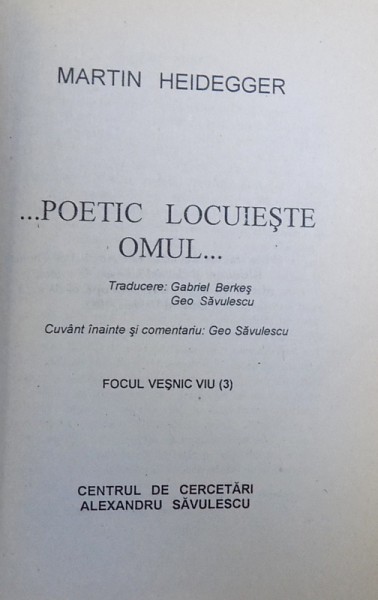 MARTIN HEIDEGGER
...POETIC LOCUIEŞTE
OMUL...
Traducere: Gabriel Berkeş
Geo Săvulescu
Cuvânt înainte şi comentariu: Geo Săvulescu
FOCUL VEŞNIC VIU (3)
CENTRUL DE CERCETĂRI
ALEXANDRU SĂVULESCU